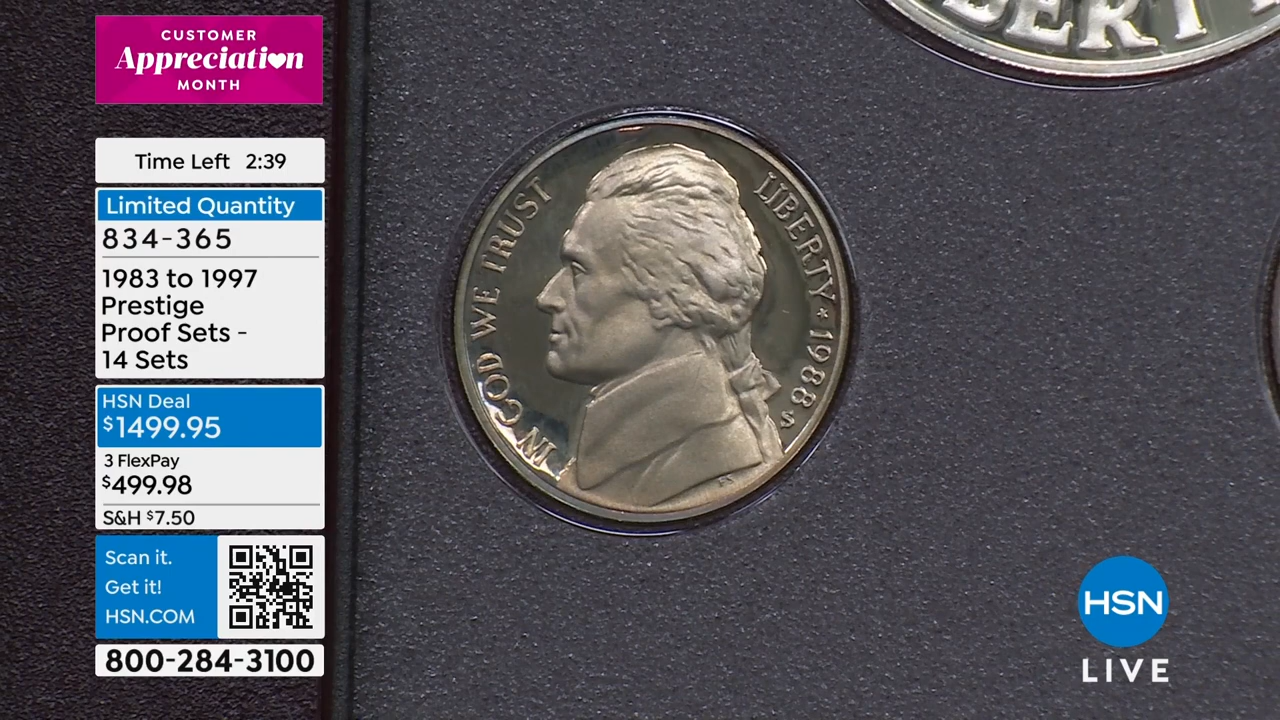 CUSTOMER
Appreciation
MONTH
Time Left 2:39
Limited Quantity
834-365
1983 to 1997
Prestige
Proof Sets -
14 Sets
HSN Deal
$1499.95
3 FlexPay
$499.98
S&H $7.50
Scan it.
Get it!
HSN.COM
800-284-3100
IN GOD WE TRUST
LIBERTY * 1988
S
FS
HSN
LIVE